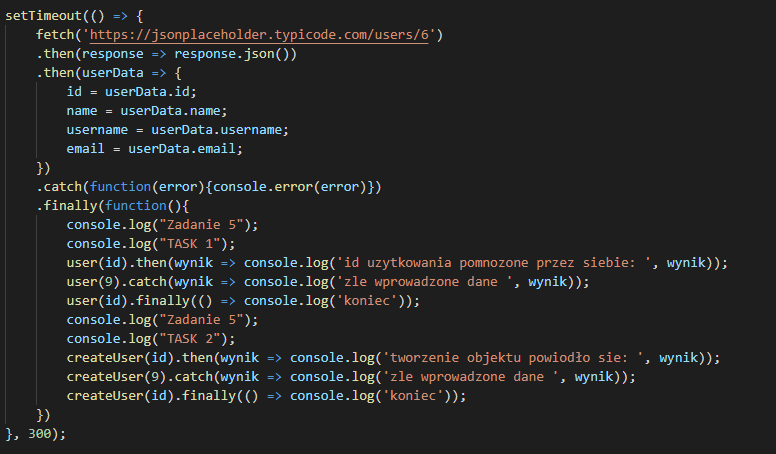 setTimeout(() => {
    fetch('https://jsonplaceholder.typicode.com/users/6')
    .then(response => response.json())
    .then(userData => {
        id = userData.id;
        name = userData.name;
        username = userData.username;
        email = userData.email;
    })
    .catch(function(error){console.error(error)})
    .finally(function(){
        console.log("Zadanie 5");
        console.log("TASK 1");
        user(id).then(wynik => console.log('id uzytkowania pomnozone przez siebie: ', wynik));
        user(9).catch(wynik => console.log('zle wprowadzone dane ', wynik));
        user(id).finally(() => console.log('koniec'));
        console.log("Zadanie 5");
        console.log("TASK 2");
        createUser(id).then(wynik => console.log('tworzenie objektu powiodło sie: ', wynik));
        createUser(9).catch(wynik => console.log('zle wprowadzone dane ', wynik));
        createUser(id).finally(() => console.log('koniec'));
    })
}, 300);